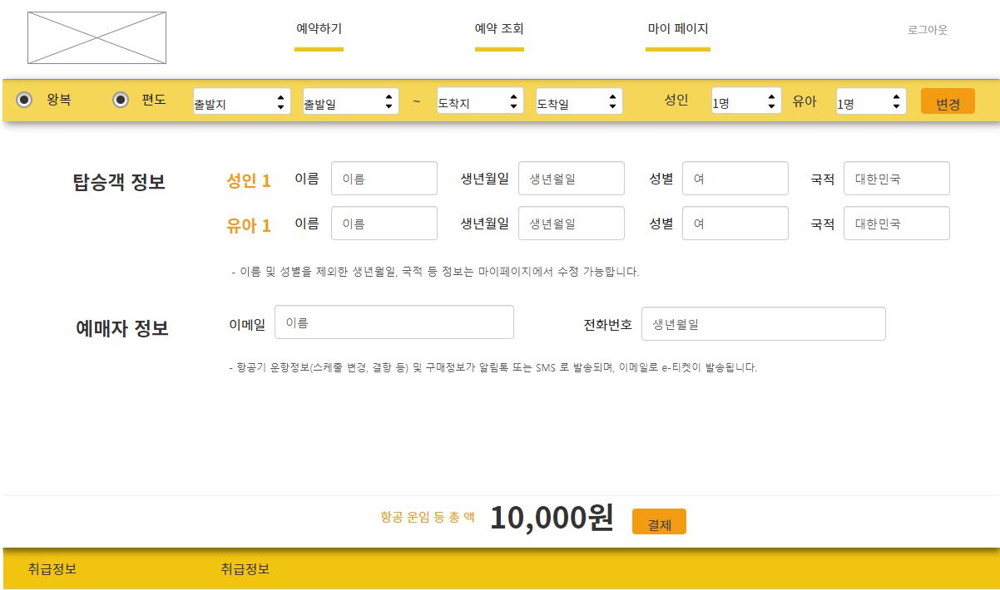 예약하기 예약 조회 마이 페이지 로그아웃
왕복 편도 출발지 출발일 ~ 도착지 도착일 성인 1명 유아 1명 변경
탑승객 정보 성인 1 이름 이름 생년월일 생년월일 성별 여 국적 대한민국
유아 1 이름 이름 생년월일 생년월일 성별 여 국적 대한민국
- 이름 및 성별을 제외한 생년월일, 국적 등 정보는 마이페이지에서 수정 가능합니다.
예매자 정보 이메일 이름 전화번호 생년월일
- 항공기 운항정보(스케줄 변경, 결항 등) 및 구매정보가 알림톡 또는 SMS 로 발송되며, 이메일로 e-티켓이 발송됩니다.
항공 운임 등 총 액 10,000원 결제
취급정보 취급정보